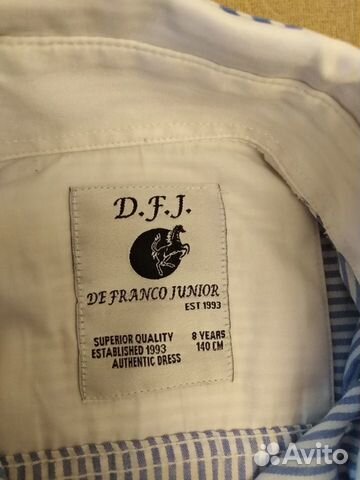 D.F.J.
DE FRANCO JUNIOR
EST 1993
SUPERIOR QUALITY 8 YEARS
ESTABLISHED 1993 140 CM
AUTHENTIC DRESS
Avito